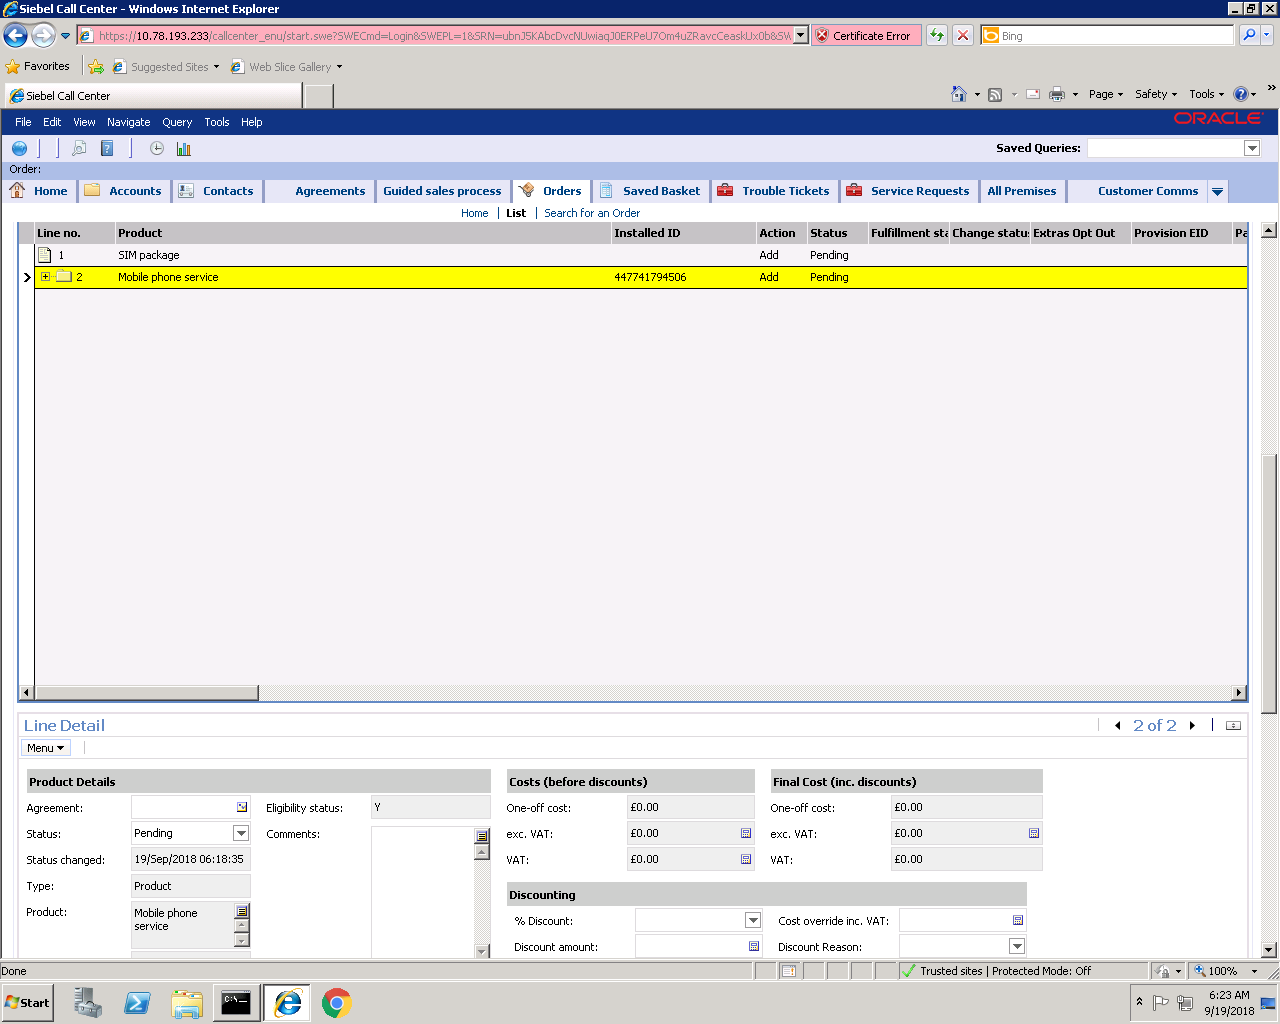 Siebel Call Center - Windows Internet Explorer
https://10.78.193.233/callcenter_enu/start.swe?SWECmd=Login&SWEPL=1&SRN= Certificate Error Bing
Favorites Suggested Sites Web Slice Gallery
Siebel Call Center Page Safety Tools »
File Edit View Navigate Query Tools Help ORACLE
Saved Queries:
Order:
Home Accounts Contacts Agreements Guided sales process Orders Saved Basket Trouble Tickets Service Requests All Premises Customer Comms
Home | List | Search for an Order
Line no. Product Installed ID Action Status Fulfillment sta Change statu Extras Opt Out Provision EID Pa
1 SIM package Add Pending
2 Mobile phone service 447741794506 Add Pending
Line Detail 2 of 2
Menu
Product Details Costs (before discounts) Final Cost (inc. discounts)
Agreement: Eligibility status: Y One-off cost: £0.00 One-off cost: £0.00
Status: Pending Comments: exc. VAT: £0.00 exc. VAT: £0.00
Status changed: 19/Sep/2018 06:18:35 VAT: £0.00 VAT: £0.00
Type: Product
Discounting
Product: Mobile phone service
% Discount: Cost override inc. VAT:
Discount amount: Discount Reason:
Done Trusted sites | Protected Mode: Off 100%
Start C:\ 6:23 AM
9/19/2018